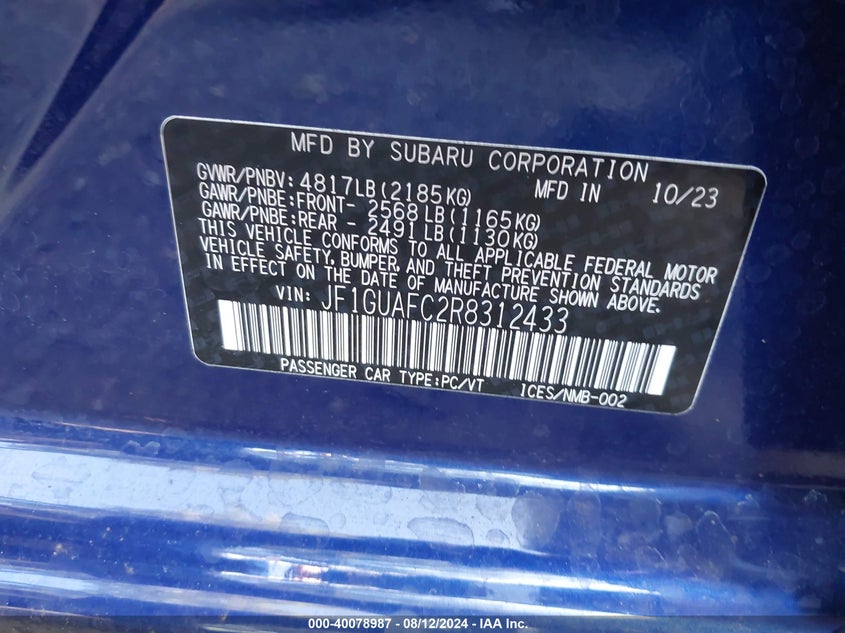 MFD BY SUBARU CORPORATION
GVWR/PNBV: 4817LB(2185KG) MFD IN 10/23
GAWR/PNBE:FRONT- 2568LB(1165KG)
GAWR/PNBE:REAR - 2491LB(1130KG)
THIS VEHICLE CONFORMS TO ALL APPLICABLE FEDERAL MOTOR
VEHICLE SAFETY, BUMPER, AND THEFT PREVENTION STANDARDS
IN EFFECT ON THE DATE OF MANUFACTURE SHOWN ABOVE.
VIN: JF1GUAFC2R8312433
PASSENGER CAR TYPE:PC/VT ICES/NMB-002
000-40078987 - 08/12/2024 - IAA Inc.